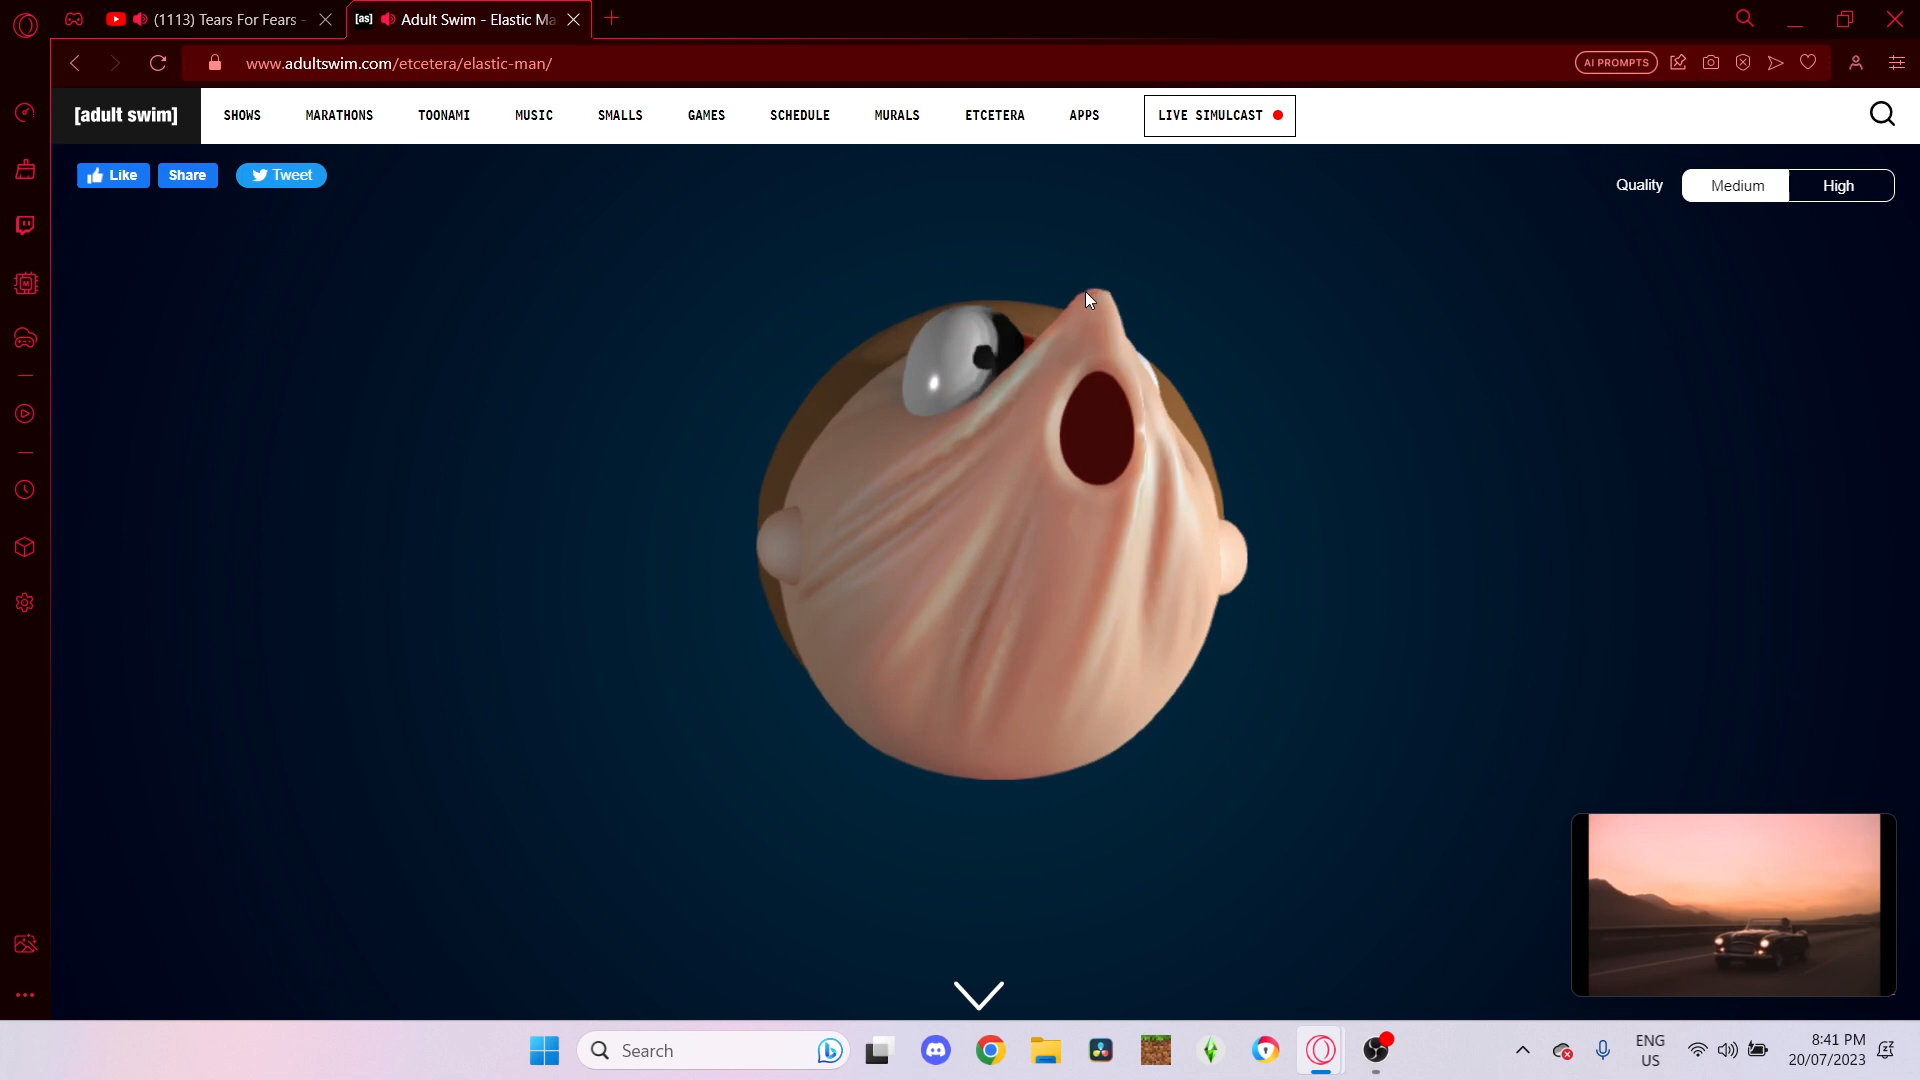 (1113) Tears For Fears -
[as] Adult Swim - Elastic Ma
www.adultswim.com/etcetera/elastic-man/
AI PROMPTS
[adult swim]
SHOWS
MARATHONS
TOONAMI
MUSIC
SMALLS
GAMES
SCHEDULE
MURALS
ETCETERA
APPS
LIVE SIMULCAST
Like
Share
Tweet
Quality
Medium
High
Search
ENG
US
8:41 PM
20/07/2023